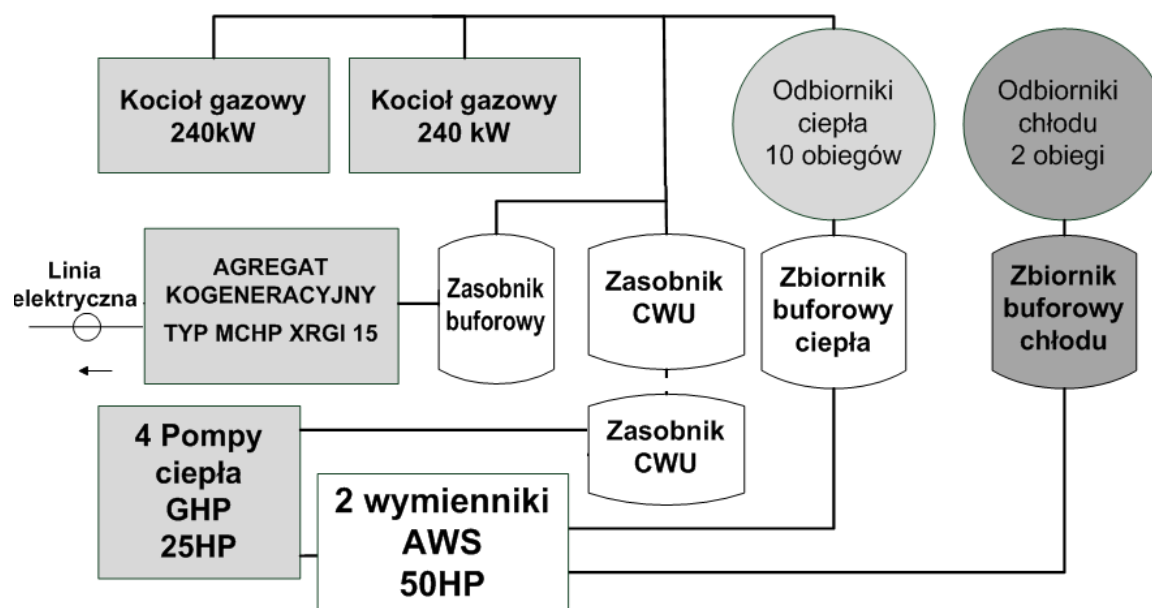 Kocioł gazowy
240kW
Kocioł gazowy
240 kW
Odbiorniki
ciepła
10 obiegów
Odbiorniki
chłodu
2 obiegi
Linia
elektryczna
AGREGAT
KOGENERACYJNY
TYP MCHP XRGI 15
Zasobnik
buforowy
Zasobnik
CWU
Zbiornik
buforowy
ciepła
Zbiornik
buforowy
chłodu
4 Pompy
ciepła
GHP
25HP
2 wymienniki
AWS
50HP
Zasobnik
CWU